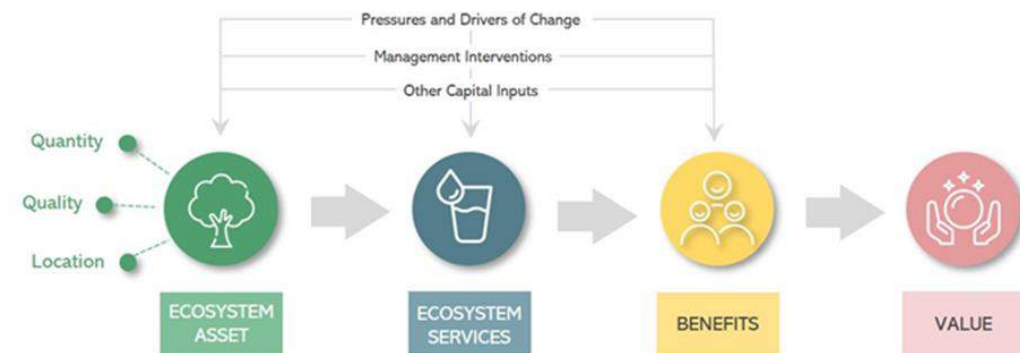 Pressures and Drivers of Change
Management Interventions
Other Capital Inputs
Quantity
Quality
Location
ECOSYSTEM
ASSET
ECOSYSTEM
SERVICES
BENEFITS
VALUE